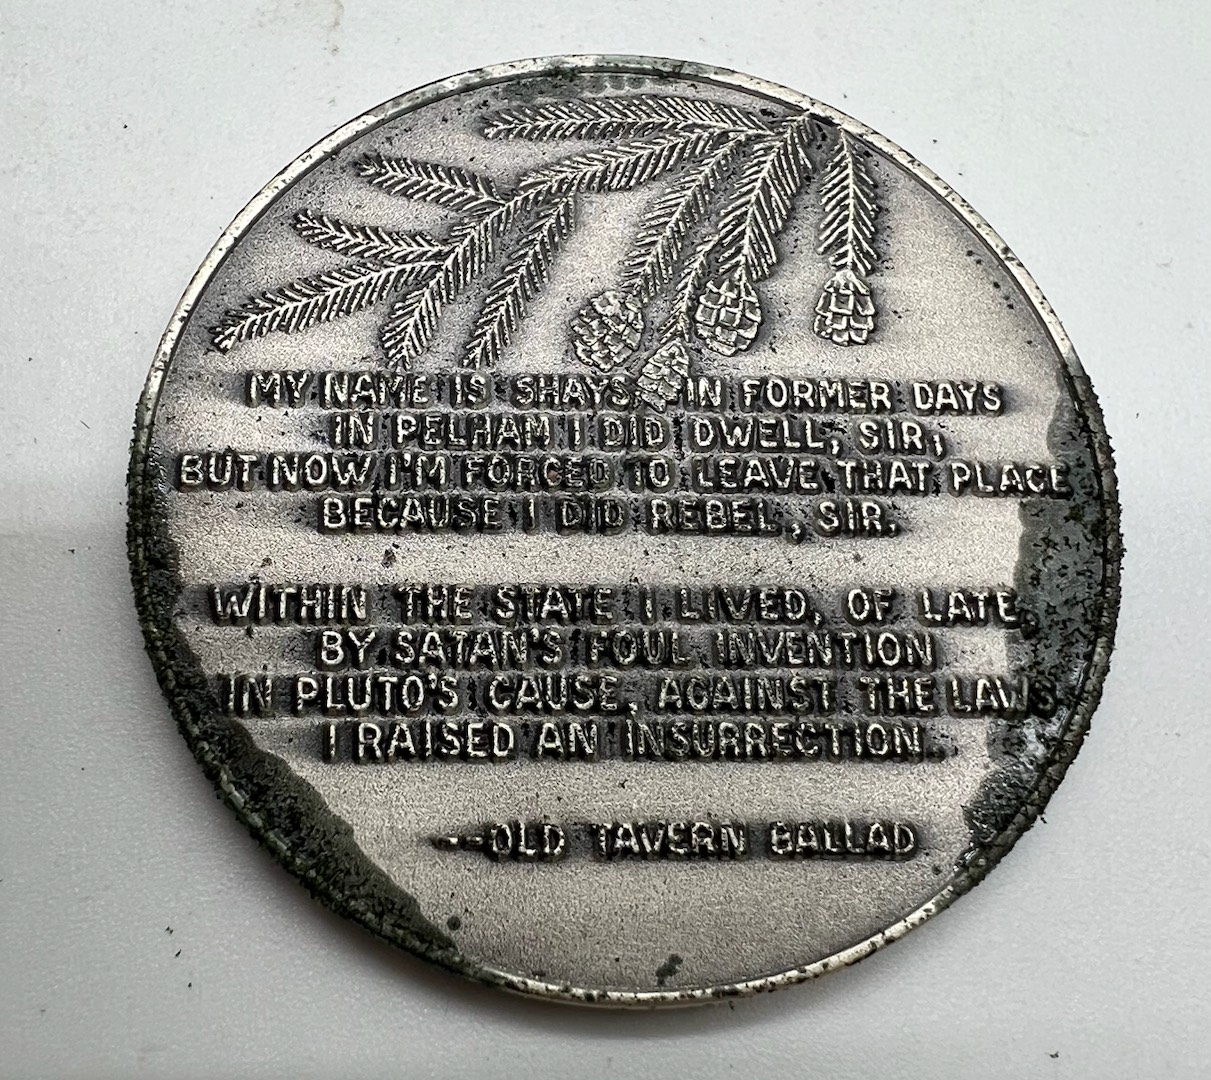 MY NAME IS SHAYS, IN FORMER DAYS
IN PELHAM I DID DWELL, SIR;
BUT NOW I'M FORCED TO LEAVE THAT PLACE
BECAUSE I DID REBEL, SIR.
WITHIN THE STATE I LIVED, OF LATE,
BY SATAN'S FOUL INVENTION
IN PLUTO'S CAUSE, AGAINST THE LAWS
I RAISED AN INSURRECTION..
--OLD TAVERN BALLAD